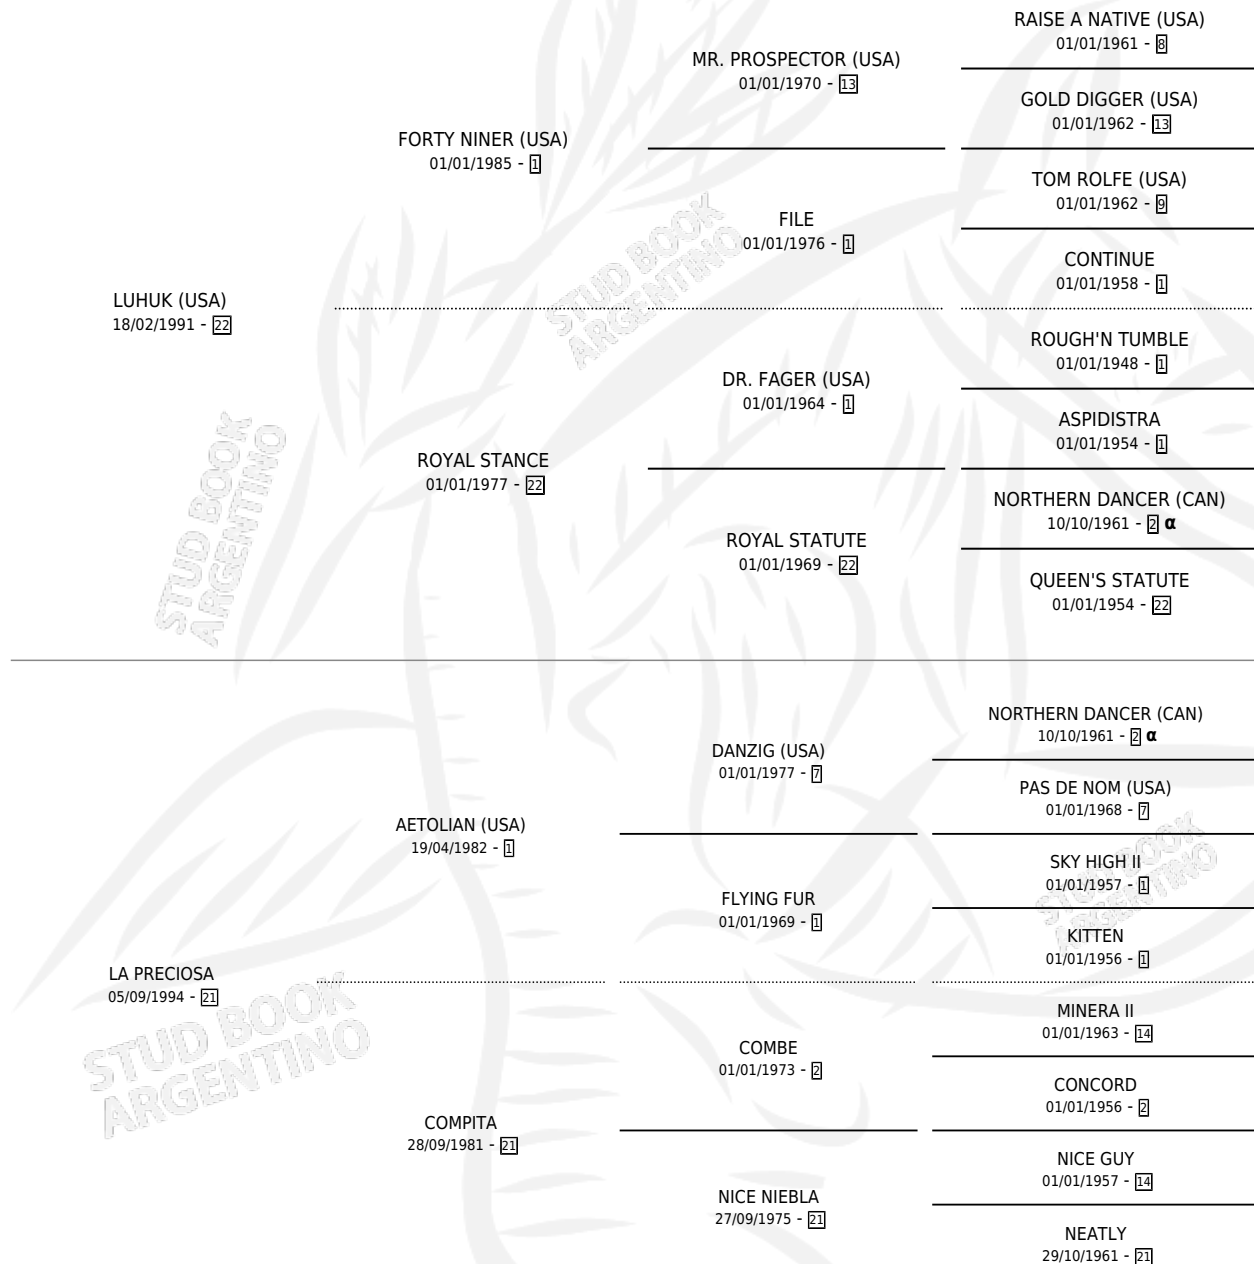 RAISE A NATIVE (USA)
01/01/1961 - 8
MR. PROSPECTOR (USA)
01/01/1970 - 13
GOLD DIGGER (USA)
01/01/1962 - 13
FORTY NINER (USA)
01/01/1985 - 1
TOM ROLFE (USA)
01/01/1962 - 9
FILE
01/01/1976 - 1
CONTINUE
01/01/1958 - 1
LUHUK (USA)
18/02/1991 - 22
ROUGH'N TUMBLE
01/01/1948 - 1
DR. FAGER (USA)
01/01/1964 - 1
ASPIDISTRA
01/01/1954 - 1
ROYAL STANCE
01/01/1977 - 22
NORTHERN DANCER (CAN)
10/10/1961 - 2 α
ROYAL STATUTE
01/01/1969 - 22
QUEEN'S STATUTE
01/01/1954 - 22
NORTHERN DANCER (CAN)
10/10/1961 - 2 α
DANZIG (USA)
01/01/1977 - 7
PAS DE NOM (USA)
01/01/1968 - 7
AETOLIAN (USA)
19/04/1982 - 1
SKY HIGH II
01/01/1957 - 1
FLYING FUR
01/01/1969 - 1
KITTEN
01/01/1956 - 1
LA PRECIOSA
05/09/1994 - 21
MINERA II
01/01/1963 - 14
COMBE
01/01/1973 - 2
CONCORD
01/01/1956 - 2
COMPITA
28/09/1981 - 21
NICE GUY
01/01/1957 - 14
NICE NIEBLA
27/09/1975 - 21
NEATLY
29/10/1961 - 21
STUD BOOK
ARGENTINO
STUD BOOK
ARGENTINO
STUD BOOK
ARGENTINO
STUD BOOK
ARGENTINO